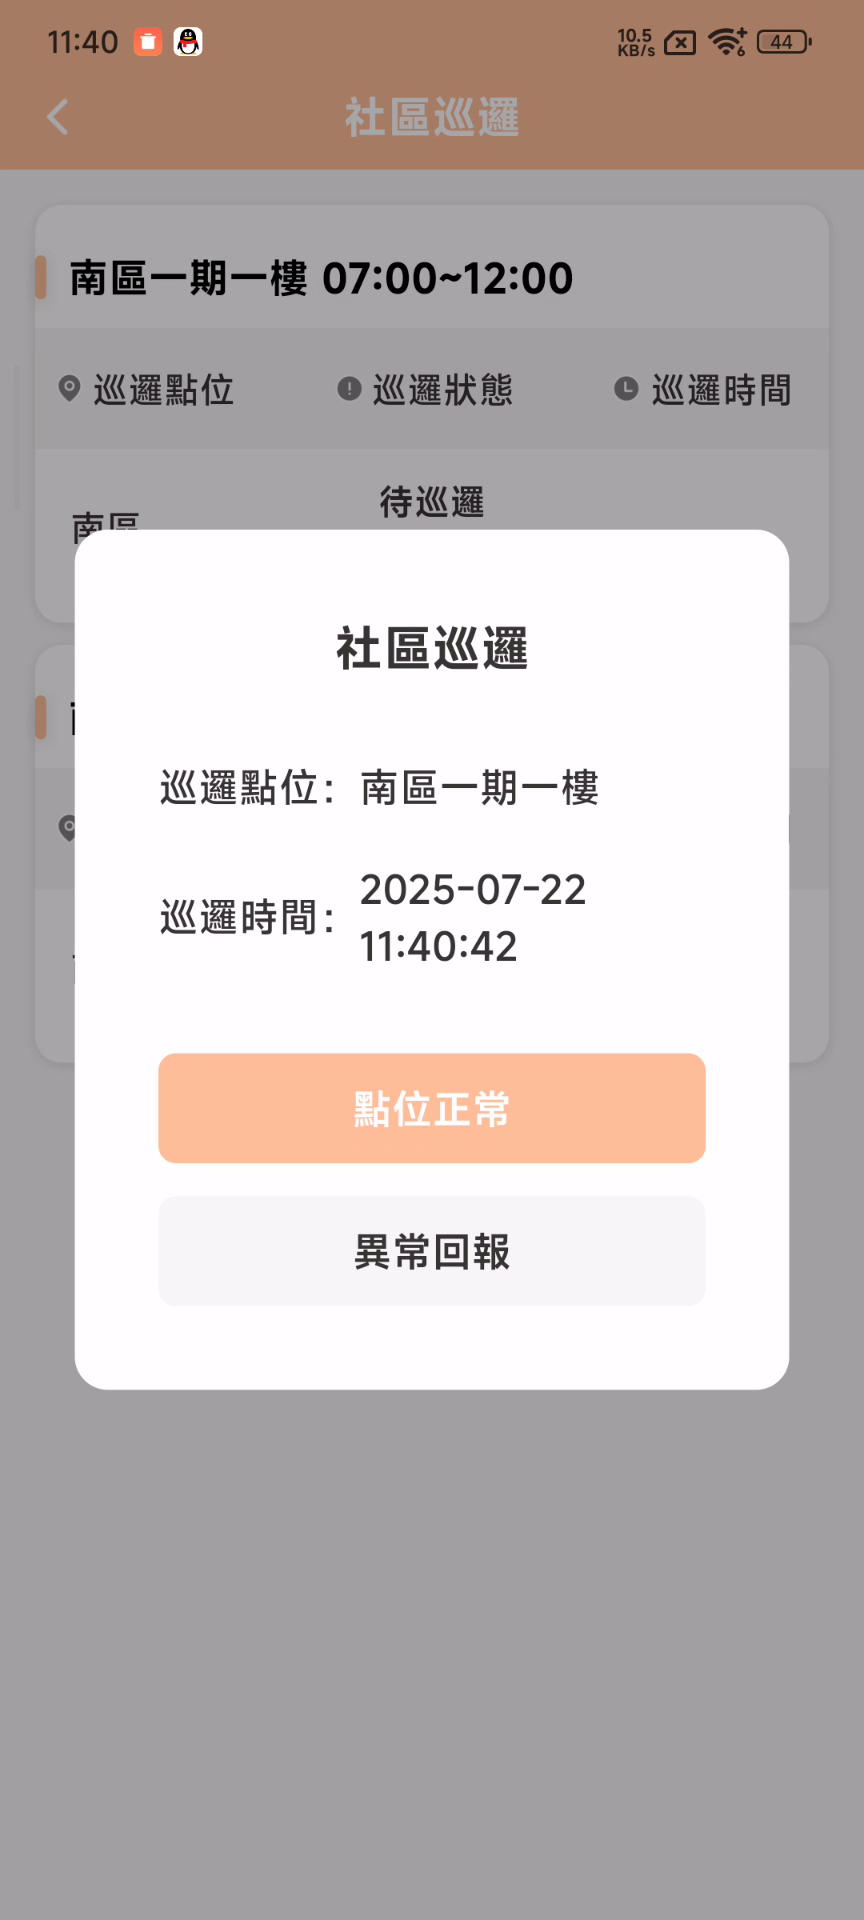 11:40
10.5
KB/s
6
44
社區巡邏
南區一期一樓 07:00~12:00
巡邏點位
巡邏狀態
巡邏時間
待巡邏
南區
社區巡邏
巡邏點位：南區一期一樓
巡邏時間：
2025-07-22
11:40:42
點位正常
異常回報